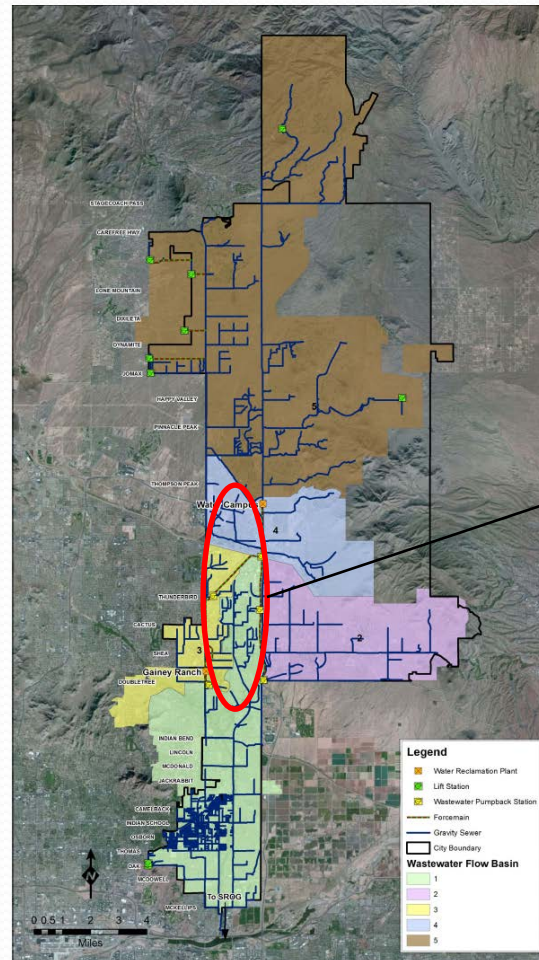 STAGECOACH PASS
CAREFREE HWY
LONE MOUNTAIN
DIXILETA
DYNAMITE
JOMAX
HAPPY VALLEY
5
PINNACLE PEAK
THOMPSON PEAK
Water Campus
4
THUNDERBIRD
1
CACTUS
2
3
SHEA
Gainey Ranch
DOUBLETREE
INDIAN BEND
LINCOLN
MCDONALD
JACKRABBIT
CAMELBACK
INDIAN SCHOOL
OSBORN
THOMAS
OAK
MCDOWELL
To SROG
MCKELLIPS
N
0 0.5 1 2 3 4
Miles
Legend
Water Reclamation Plant
Lift Station
Wastewater Pumpback Station
Forcemain
Gravity Sewer
City Boundary
Wastewater Flow Basin
1
2
3
4
5